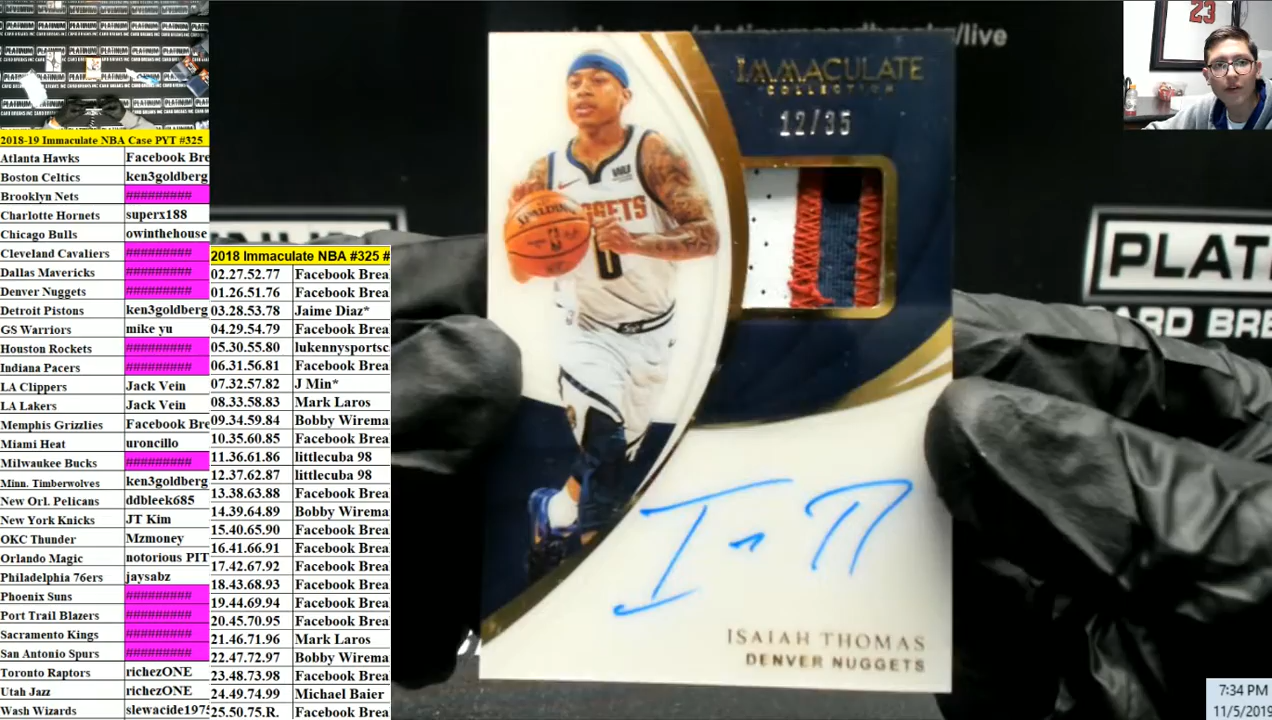 2018-19 Immaculate NBA Case PYT #325
Atlanta Hawks Facebook Bre
Boston Celtics ken3goldberg
Brooklyn Nets #########
Charlotte Hornets superx188
Chicago Bulls owinthehouse
Cleveland Cavaliers #########
Dallas Mavericks #########
Denver Nuggets #########
Detroit Pistons ken3goldberg
GS Warriors mike yu
Houston Rockets #########
Indiana Pacers #########
LA Clippers Jack Vein
LA Lakers Jack Vein
Memphis Grizzlies Facebook Bre
Miami Heat uroncillo
Milwaukee Bucks #########
Minn. Timberwolves ken3goldberg
New Orl. Pelicans ddbleek685
New York Knicks JT Kim
OKC Thunder Mzmoney
Orlando Magic notorious PIT
Philadelphia 76ers jaysabz
Phoenix Suns #########
Port Trail Blazers #########
Sacramento Kings #########
San Antonio Spurs #########
Toronto Raptors richezONE
Utah Jazz richezONE
Wash Wizards slewacide1975
2018 Immaculate NBA #325 #
02.27.52.77 Facebook Brea
01.26.51.76 Facebook Brea
03.28.53.78 Jaime Diaz*
04.29.54.79 Facebook Brea
05.30.55.80 lukennysportsc
06.31.56.81 Facebook Brea
07.32.57.82 J Min*
08.33.58.83 Mark Laros
09.34.59.84 Bobby Wirema
10.35.60.85 Facebook Brea
11.36.61.86 littlecuba 98
12.37.62.87 littlecuba 98
13.38.63.88 Facebook Brea
14.39.64.89 Bobby Wirema
15.40.65.90 Facebook Brea
16.41.66.91 Facebook Brea
17.42.67.92 Facebook Brea
18.43.68.93 Facebook Brea
19.44.69.94 Facebook Brea
20.45.70.95 Facebook Brea
21.46.71.96 Mark Laros
22.47.72.97 Bobby Wirema
23.48.73.98 Facebook Brea
24.49.74.99 Michael Baier
25.50.75.R. Facebook Brea
/live
IMMACULATE
COLLECTION
12/35
WU
SPALDING
GGETS
0
ISAIAH THOMAS
DENVER NUGGETS
PLATI
CARD BRE
23
7:34 PM
11/5/2019